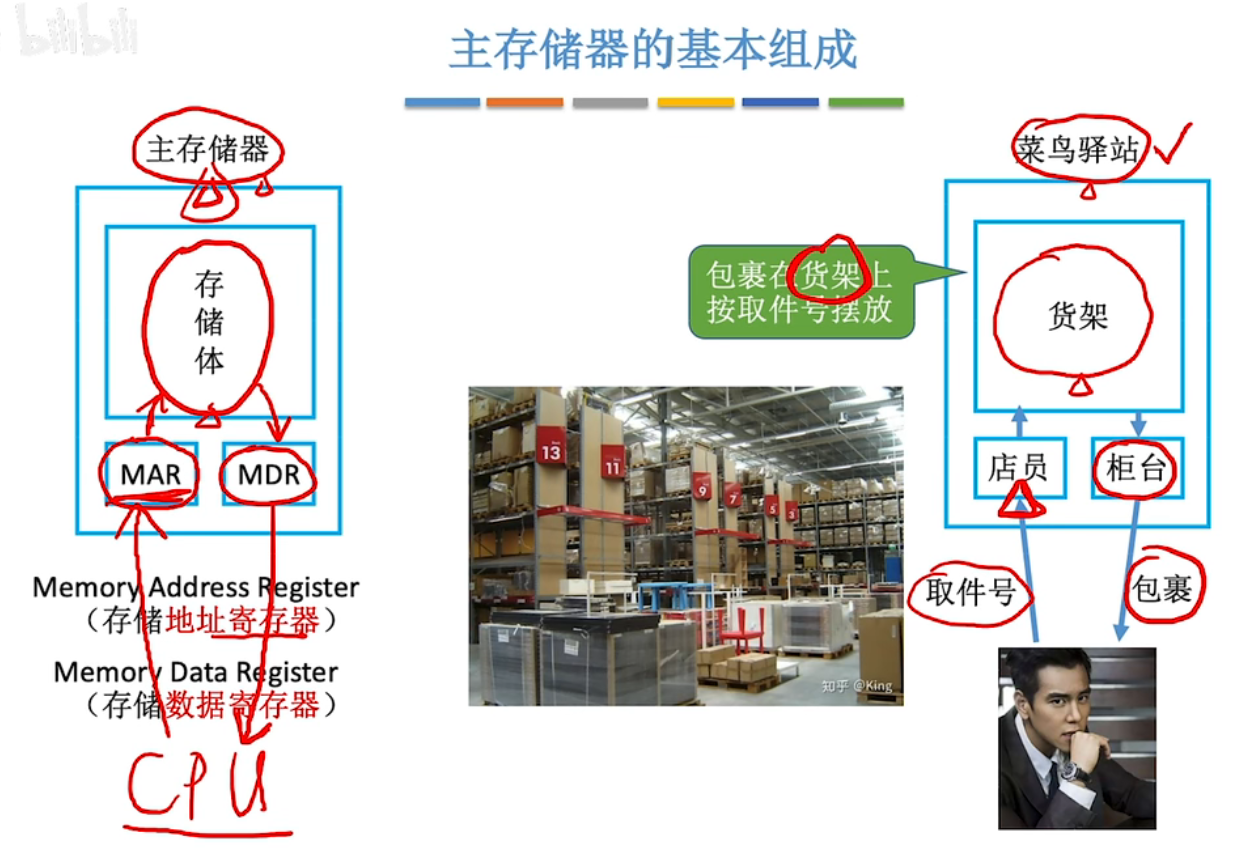 bilibili
主存储器的基本组成
主存储器
存
储
体
MAR
MDR
Memory Address Register
（存储地址寄存器）
Memory Data Register
（存储数据寄存器）
CPU
包裹在货架上
按取件号摆放
13
11
9
7
5
3
知乎 @King
菜鸟驿站
货架
店员
柜台
取件号
包裹